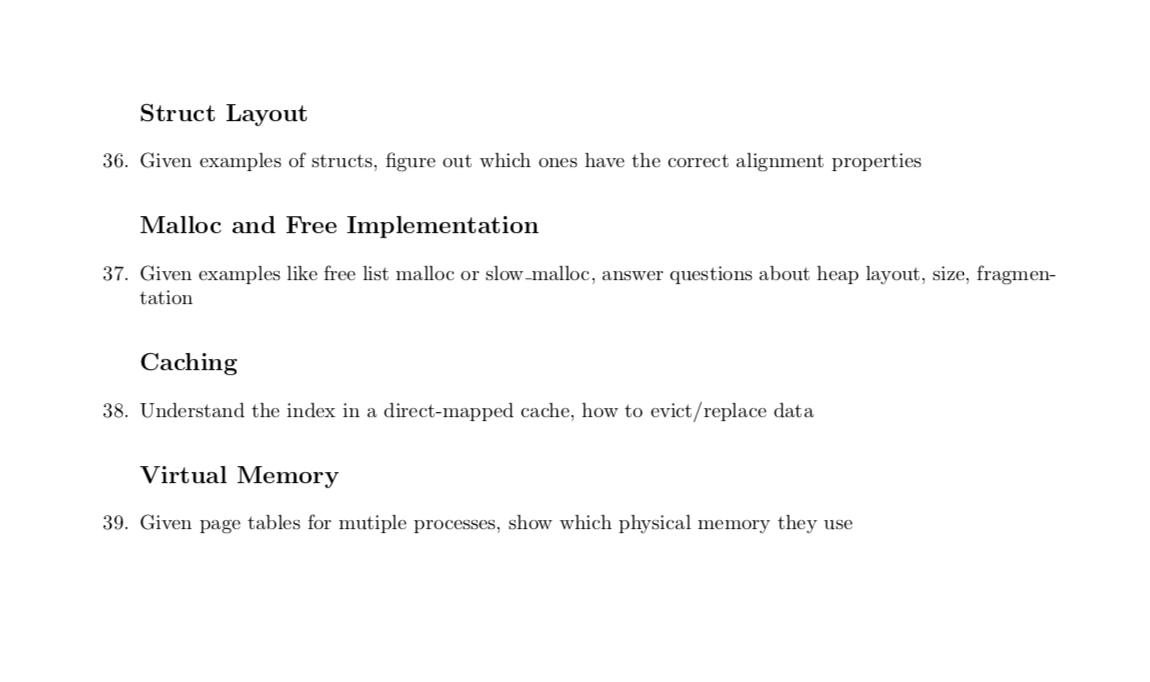 Struct Layout
36. Given examples of structs, figure out which ones have the correct alignment properties
Malloc and Free Implementation
37. Given examples like free list malloc or slow_malloc, answer questions about heap layout, size, fragmen-
tation
Caching
38. Understand the index in a direct-mapped cache, how to evict/replace data
Virtual Memory
39. Given page tables for mutiple processes, show which physical memory they use